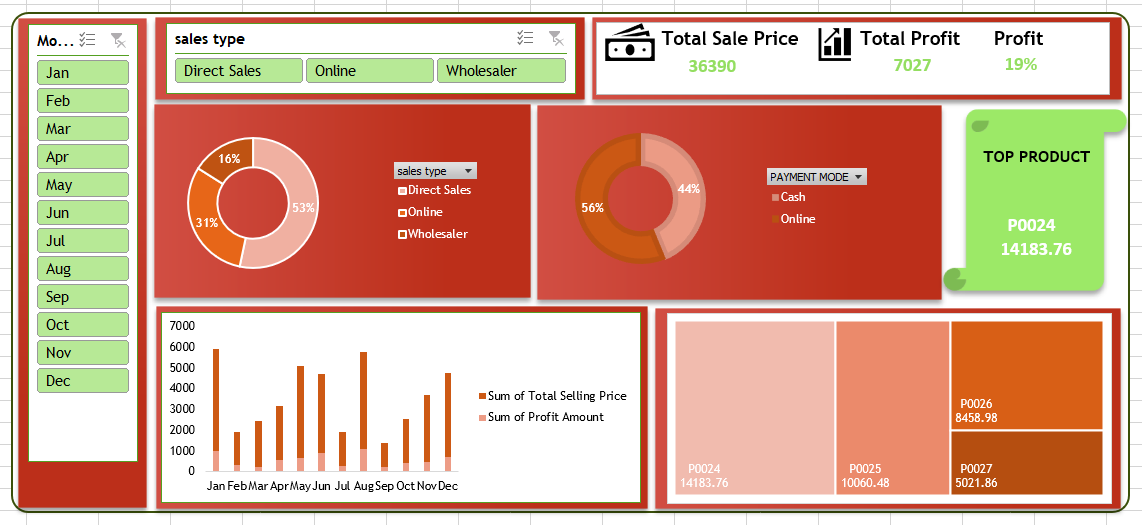 Mo...
Jan
Feb
Mar
Apr
May
Jun
Jul
Aug
Sep
Oct
Nov
Dec
sales type
Direct Sales Online Wholesaler
Total Sale Price Total Profit Profit
36390 7027 19%
16%
53%
31%
sales type
Direct Sales
Online
Wholesaler
44%
56%
PAYMENT MODE
Cash
Online
TOP PRODUCT
P0024
14183.76
7000
6000
5000
4000
3000
2000
1000
0
Jan Feb Mar Apr May Jun Jul Aug Sep Oct Nov Dec
Sum of Total Selling Price
Sum of Profit Amount
P0024
14183.76
P0025
10060.48
P0026
8458.98
P0027
5021.86